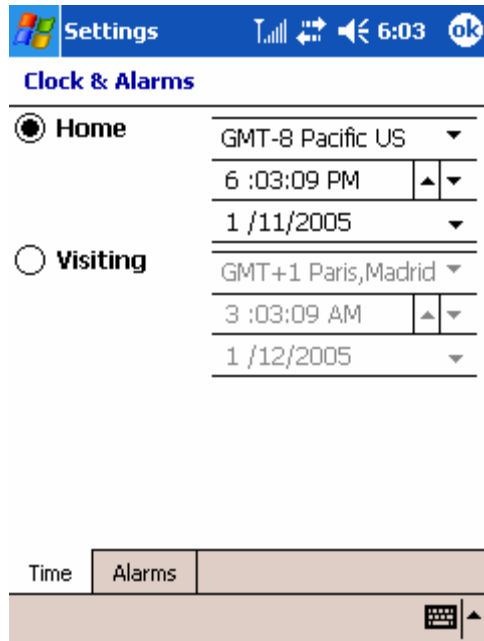 Settings 6:03 ok
Clock & Alarms
Home
GMT-8 Pacific US
6 :03:09 PM
1 /11/2005
Visiting
GMT+1 Paris,Madrid
3 :03:09 AM
1 /12/2005
Time Alarms